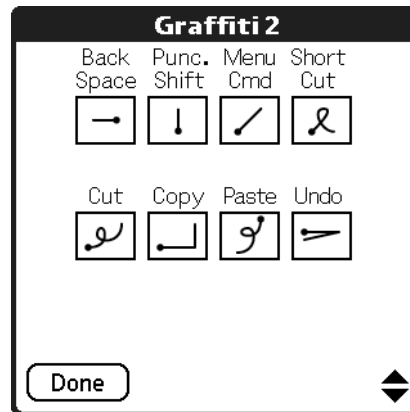 Graffiti 2
Back Punc. Menu Short
Space Shift Cmd Cut
Cut Copy Paste Undo
Done